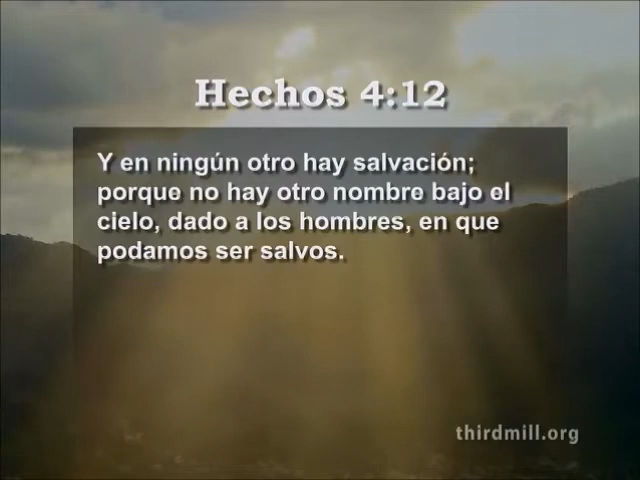 Hechos 4:12
Y en ningún otro hay salvación;
porque no hay otro nombre bajo el
cielo, dado a los hombres, en que
podamos ser salvos.
thirdmill.org